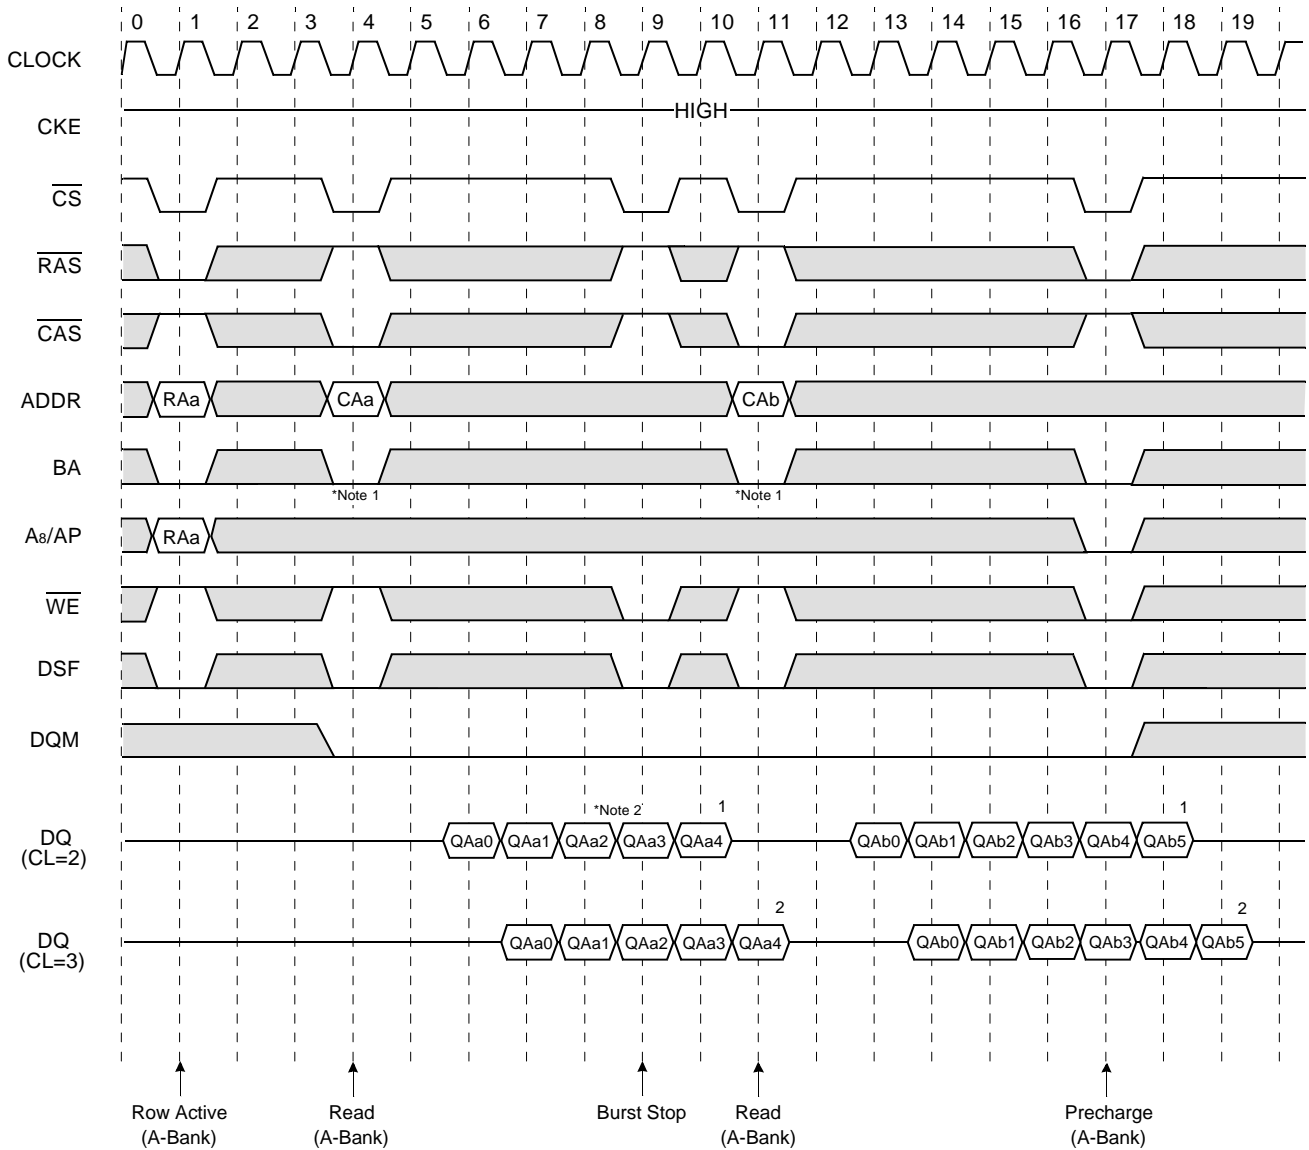 0 1 2 3 4 5 6 7 8 9 10 11 12 13 14 15 16 17 18 19
CLOCK
HIGH
CKE
CS
RAS
CAS
ADDR RAa CAa CAb
BA
*Note 1 *Note 1
A8/AP RAa
WE
DSF
DQM
*Note 2 1 1
DQ
(CL=2)
QAa0 QAa1 QAa2 QAa3 QAa4 QAb0 QAb1 QAb2 QAb3 QAb4 QAb5
2 2
DQ
(CL=3)
QAa0 QAa1 QAa2 QAa3 QAa4 QAb0 QAb1 QAb2 QAb3 QAb4 QAb5
Row Active
(A-Bank)
Read
(A-Bank)
Burst Stop
Read
(A-Bank)
Precharge
(A-Bank)